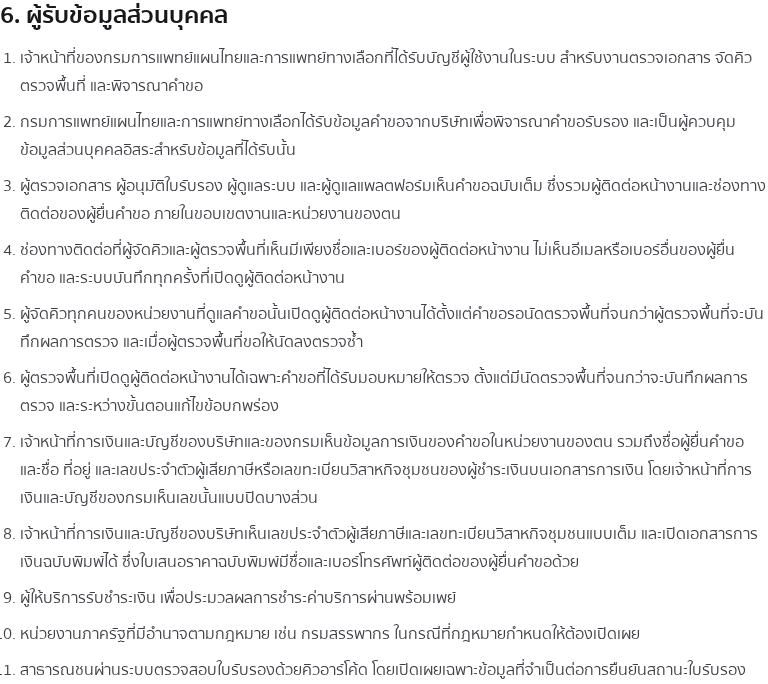 6. ผู้รับข้อมูลส่วนบุคคล
1. เจ้าหน้าที่ของกรมการแพทย์แผนไทยและการแพทย์ทางเลือกที่ได้รับบัญชีผู้ใช้งานในระบบ สำหรับงานตรวจเอกสาร จัดคิว
ตรวจพื้นที่ และพิจารณาคำขอ
2. กรมการแพทย์แผนไทยและการแพทย์ทางเลือกได้รับข้อมูลคำขอจากบริษัทเพื่อพิจารณาคำขอรับรอง และเป็นผู้ควบคุม
ข้อมูลส่วนบุคคลอิสระสำหรับข้อมูลที่ได้รับนั้น
3. ผู้ตรวจเอกสาร ผู้อนุมัติใบรับรอง ผู้ดูแลระบบ และผู้ดูแลแพลตฟอร์มเห็นคำขอฉบับเต็ม ซึ่งรวมผู้ติดต่อหน้างานและช่องทาง
ติดต่อของผู้ยื่นคำขอ ภายในขอบเขตงานและหน่วยงานของตน
4. ช่องทางติดต่อที่ผู้จัดคิวและผู้ตรวจพื้นที่เห็นมีเพียงชื่อและเบอร์ของผู้ติดต่อหน้างาน ไม่เห็นอีเมลหรือเบอร์อื่นของผู้ยื่น
คำขอ และระบบบันทึกทุกครั้งที่เปิดดูผู้ติดต่อหน้างาน
5. ผู้จัดคิวทุกคนของหน่วยงานที่ดูแลคำขอนั้นเปิดดูผู้ติดต่อหน้างานได้ตั้งแต่คำขอรอนัดตรวจพื้นที่จนกว่าผู้ตรวจพื้นที่จะบัน
ทึกผลการตรวจ และเมื่อผู้ตรวจพื้นที่ขอให้นัดลงตรวจซ้ำ
6. ผู้ตรวจพื้นที่เปิดดูผู้ติดต่อหน้างานได้เฉพาะคำขอที่ได้รับมอบหมายให้ตรวจ ตั้งแต่มีนัดตรวจพื้นที่จนกว่าจะบันทึกผลการ
ตรวจ และระหว่างขั้นตอนแก้ไขข้อบกพร่อง
7. เจ้าหน้าที่การเงินและบัญชีของบริษัทและของกรมเห็นข้อมูลการเงินของคำขอในหน่วยงานของตน รวมถึงชื่อผู้ยื่นคำขอ
และชื่อ ที่อยู่ และเลขประจำตัวผู้เสียภาษีหรือเลขทะเบียนวิสาหกิจชุมชนของผู้ชำระเงินบนเอกสารการเงิน โดยเจ้าหน้าที่การ
เงินและบัญชีของกรมเห็นเลขนั้นแบบปิดบางส่วน
8. เจ้าหน้าที่การเงินและบัญชีของบริษัทเห็นเลขประจำตัวผู้เสียภาษีและเลขทะเบียนวิสาหกิจชุมชนแบบเต็ม และเปิดเอกสารการ
เงินฉบับพิมพ์ได้ ซึ่งใบเสนอราคาฉบับพิมพ์มีชื่อและเบอร์โทรศัพท์ผู้ติดต่อของผู้ยื่นคำขอด้วย
9. ผู้ให้บริการรับชำระเงิน เพื่อประมวลผลการชำระค่าบริการผ่านพร้อมเพย์
.0. หน่วยงานภาครัฐที่มีอำนาจตามกฎหมาย เช่น กรมสรรพากร ในกรณีที่กฎหมายกำหนดให้ต้องเปิดเผย
.1. สาธารณชนผ่านระบบตรวจสอบใบรับรองด้วยคิวอาร์โค้ด โดยเปิดเผยเฉพาะข้อมูลที่จำเป็นต่อการยืนยันสถานะใบรับรอง